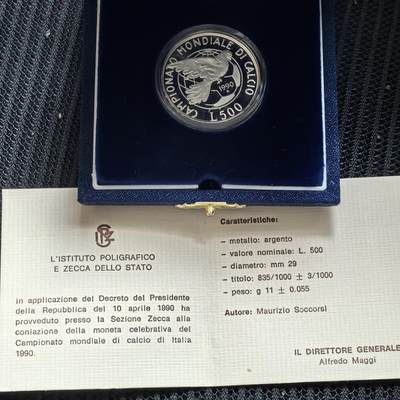 CAMPIONATO MONDIALE DI CALCIO
1990
L.500
L'ISTITUTO POLIGRAFICO
E ZECCA DELLO STATO
in applicazione del Decreto del Presidente
della Repubblica del 10 aprile 1990 ha
provveduto presso la Sezione Zecca alla
coniazione della moneta celebrativa del
Campionato mondiale di calcio di Italia
1990.
Caratteristiche:
— metallo: argento
— valore nominale: L. 500
— diametro: mm 29
— titolo: 835/1000 ± 3/1000
— peso: g 11 ± 0.055
Autore: Maurizio Soccorsi
IL DIRETTORE GENERALE
Alfredo Maggi